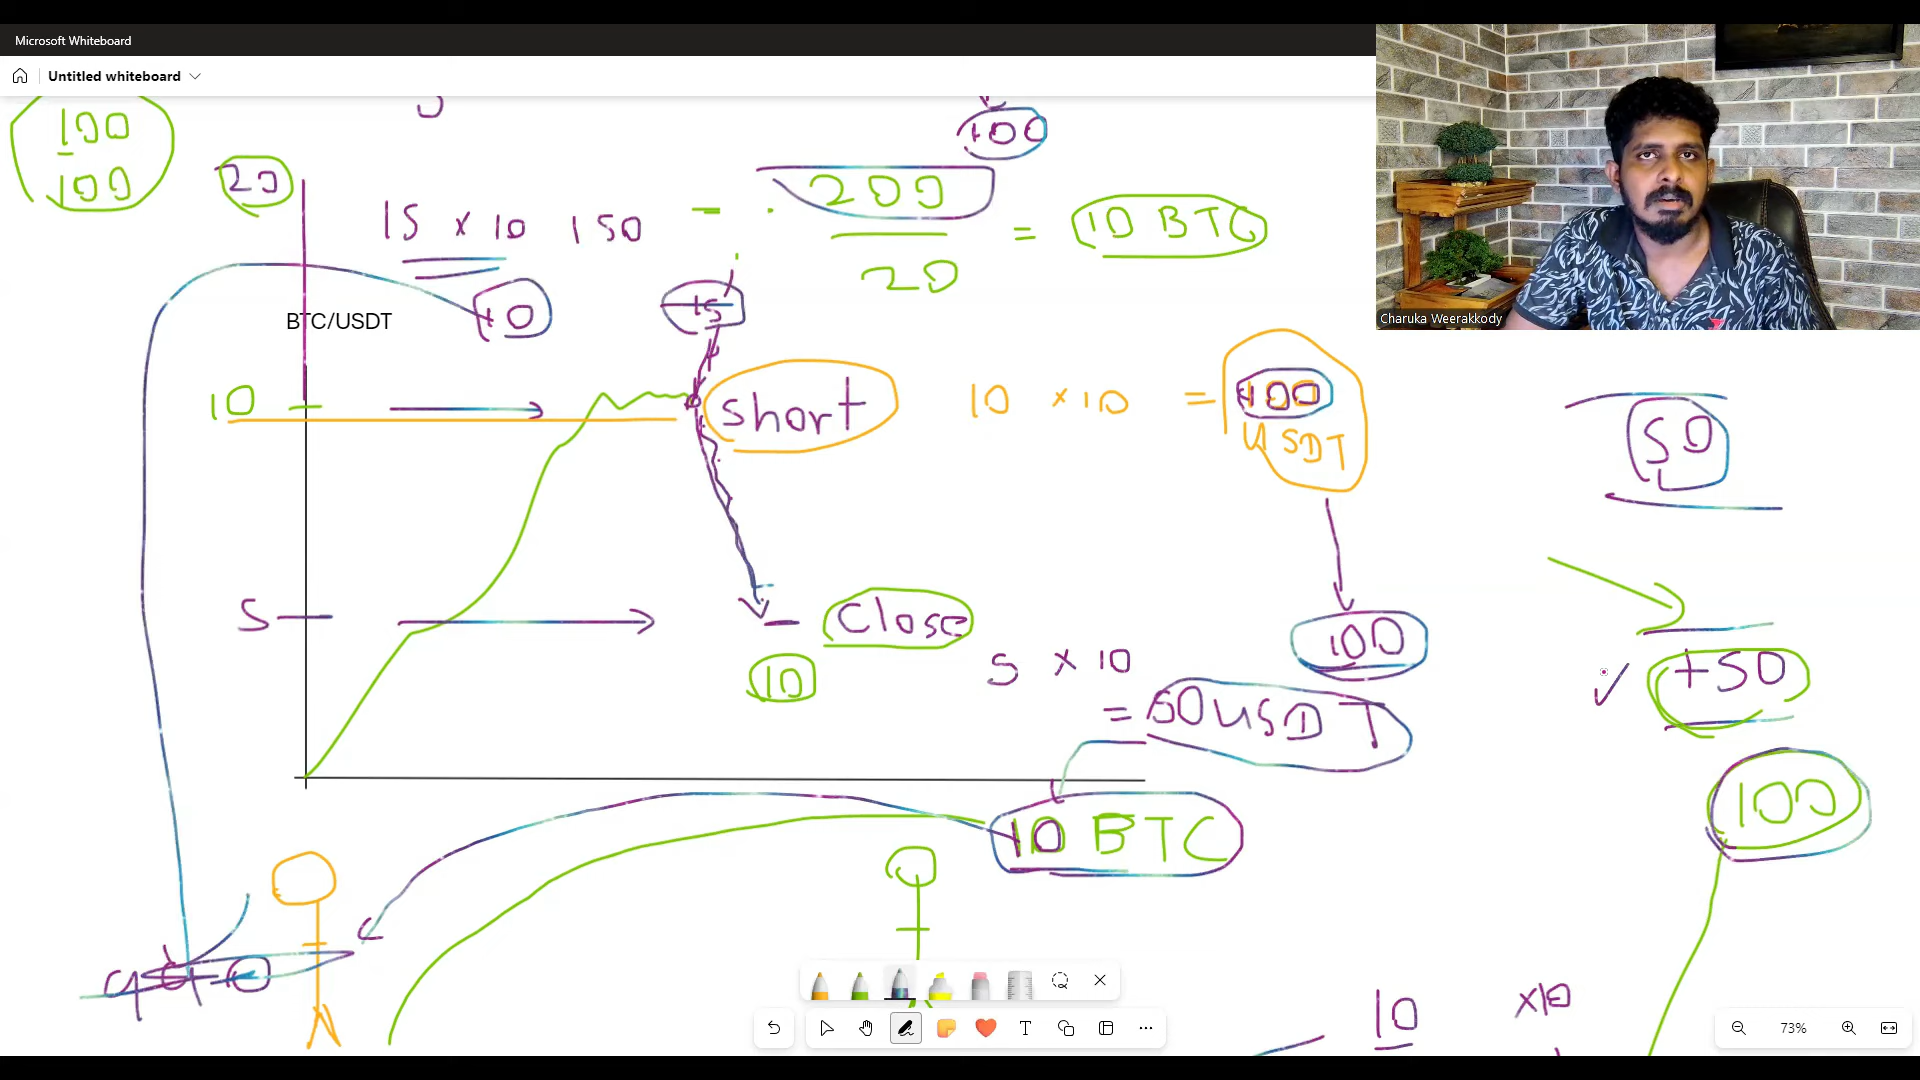 Microsoft Whiteboard
Untitled whiteboard
100
100
20
100
15 × 10 150
200
20
= 10 BTC
BTC/USDT
10
15
10
short
10 × 10 = 100
USDT
50
5
close
10
5 × 10
= 50 USDT
100
+50
100
10 BTC
10 ×10
Charuka Weerakkody
73%